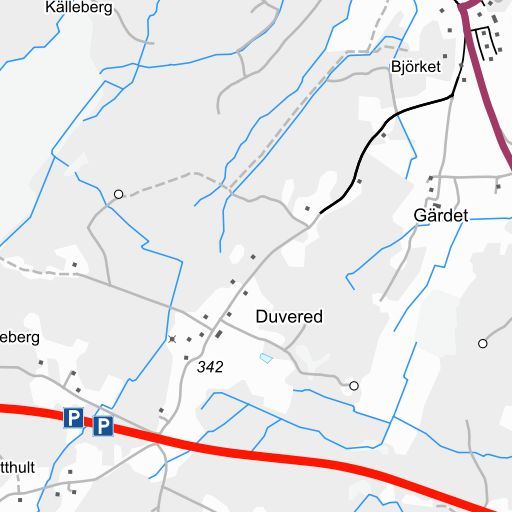 Källeberg
Björket
Gärdet
Duvered
eberg
342
P
P
tthult